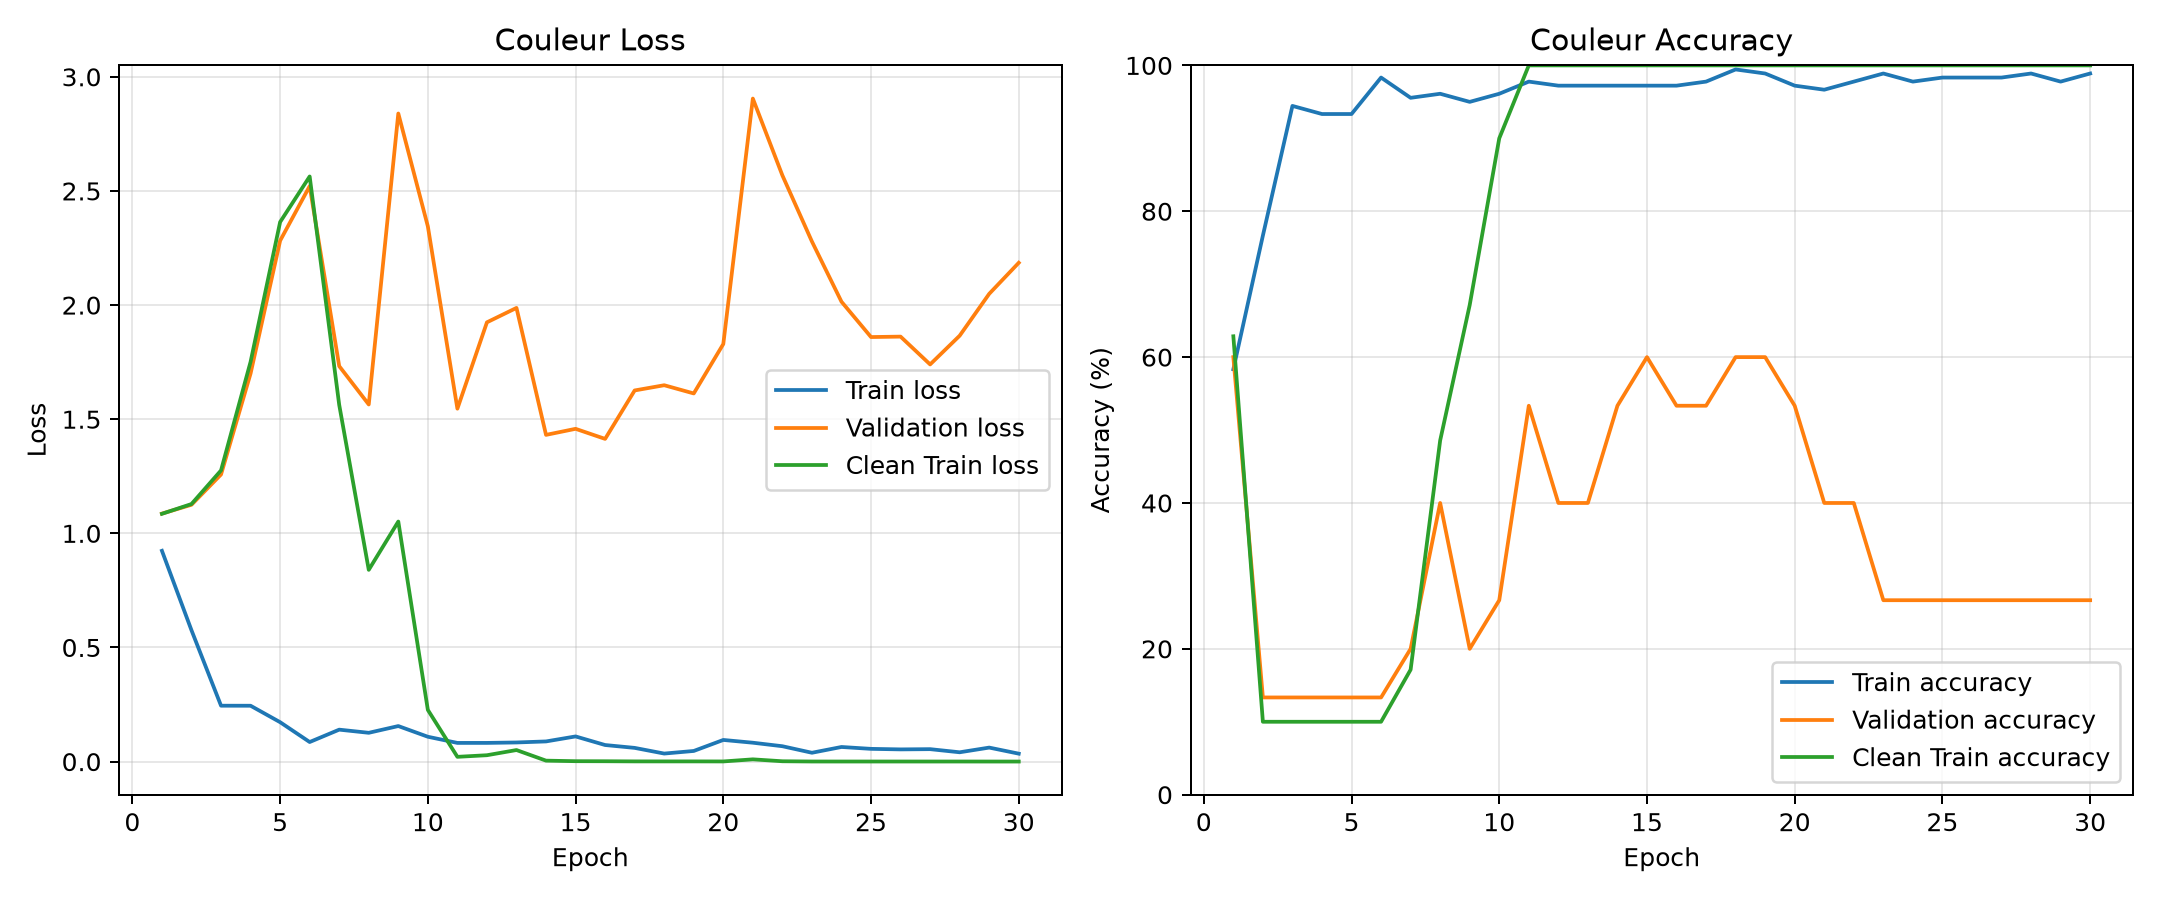 Couleur Loss
3.0
2.5
2.0
1.5
1.0
0.5
0.0
Loss
0 5 10 15 20 25 30
Epoch
Train loss
Validation loss
Clean Train loss
Couleur Accuracy
100
80
60
40
20
0
Accuracy (%)
0 5 10 15 20 25 30
Epoch
Train accuracy
Validation accuracy
Clean Train accuracy